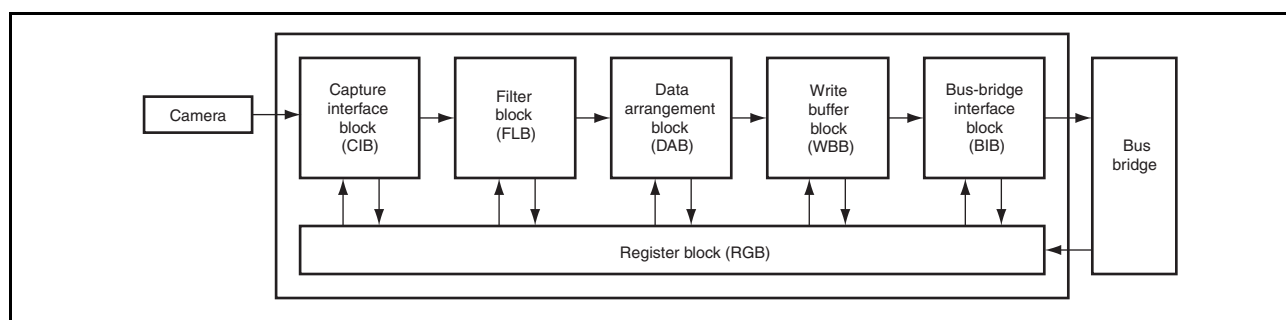 Camera
Capture
interface
block
(CIB)
Filter
block
(FLB)
Data
arrangement
block
(DAB)
Write
buffer
block
(WBB)
Bus-bridge
interface
block
(BIB)
Bus
bridge
Register block (RGB)